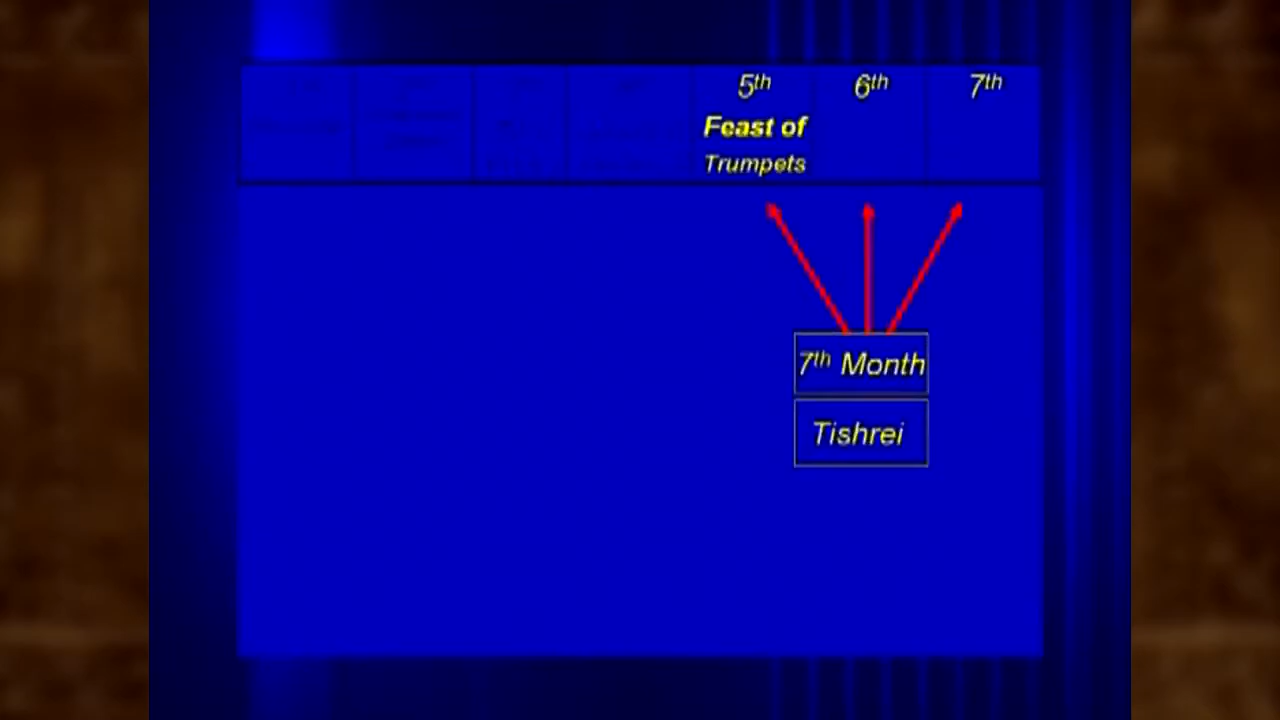 5th 6th 7th
Feast of
Trumpets
7th Month
Tishrei